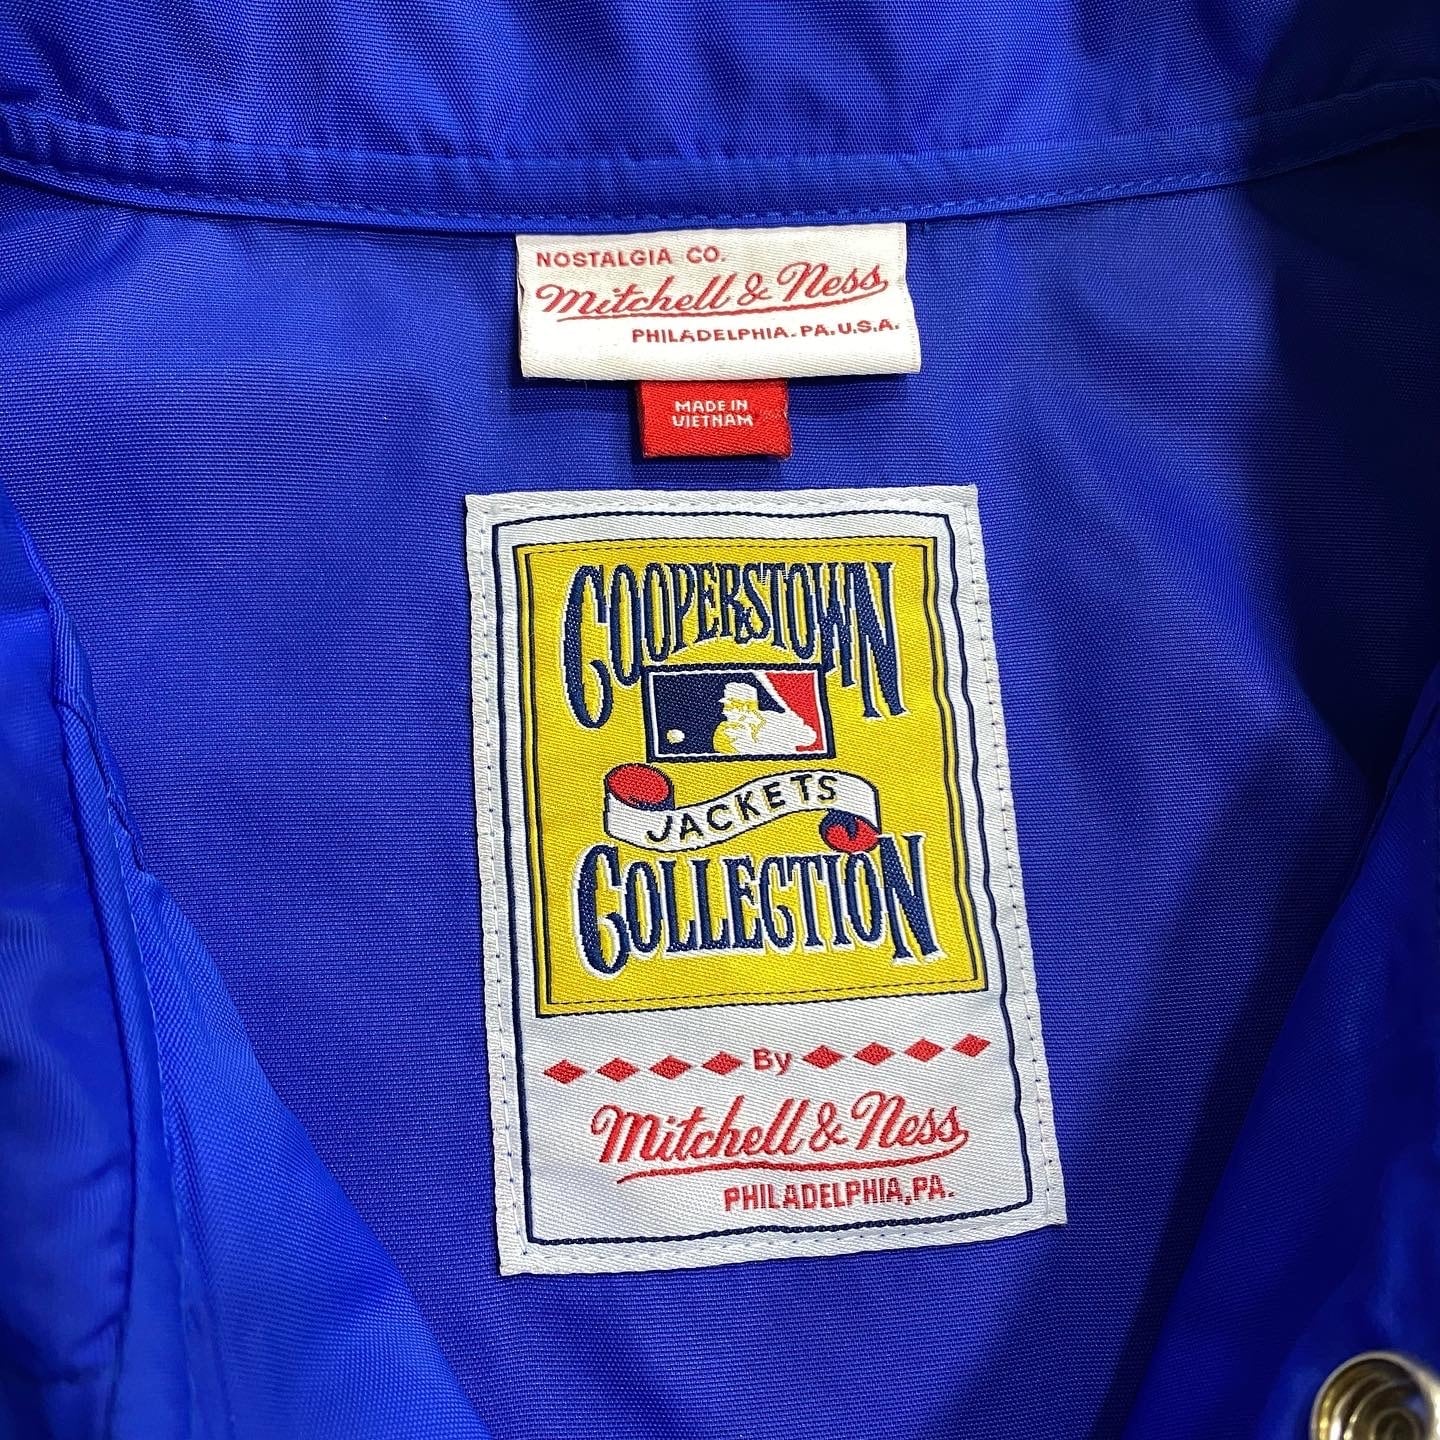 NOSTALGIA CO.
Mitchell & Ness
PHILADELPHIA. PA. U.S.A.
MADE IN
VIETNAM
COOPERSTOWN
JACKETS
COLLECTION
By
Mitchell & Ness
PHILADELPHIA, PA.